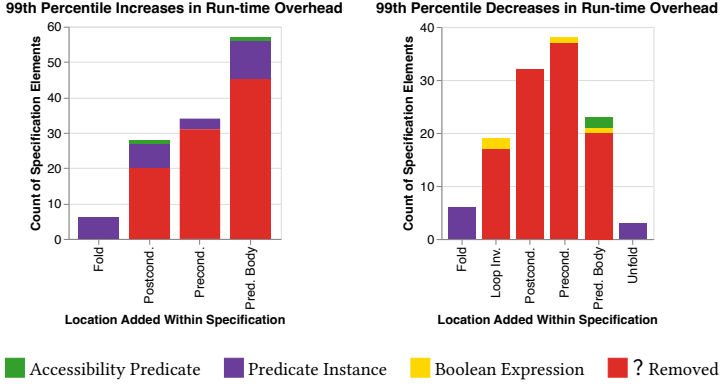 99th Percentile Increases in Run-time Overhead
60
50
40
30
20
10
0
Count of Specification Elements
Fold
Postcond.
Precond.
Pred. Body
Location Added Within Specification
99th Percentile Decreases in Run-time Overhead
40
30
20
10
0
Count of Specification Elements
Fold
Loop Inv.
Postcond.
Precond.
Pred. Body
Unfold
Location Added Within Specification
Accessibility Predicate
Predicate Instance
Boolean Expression
? Removed